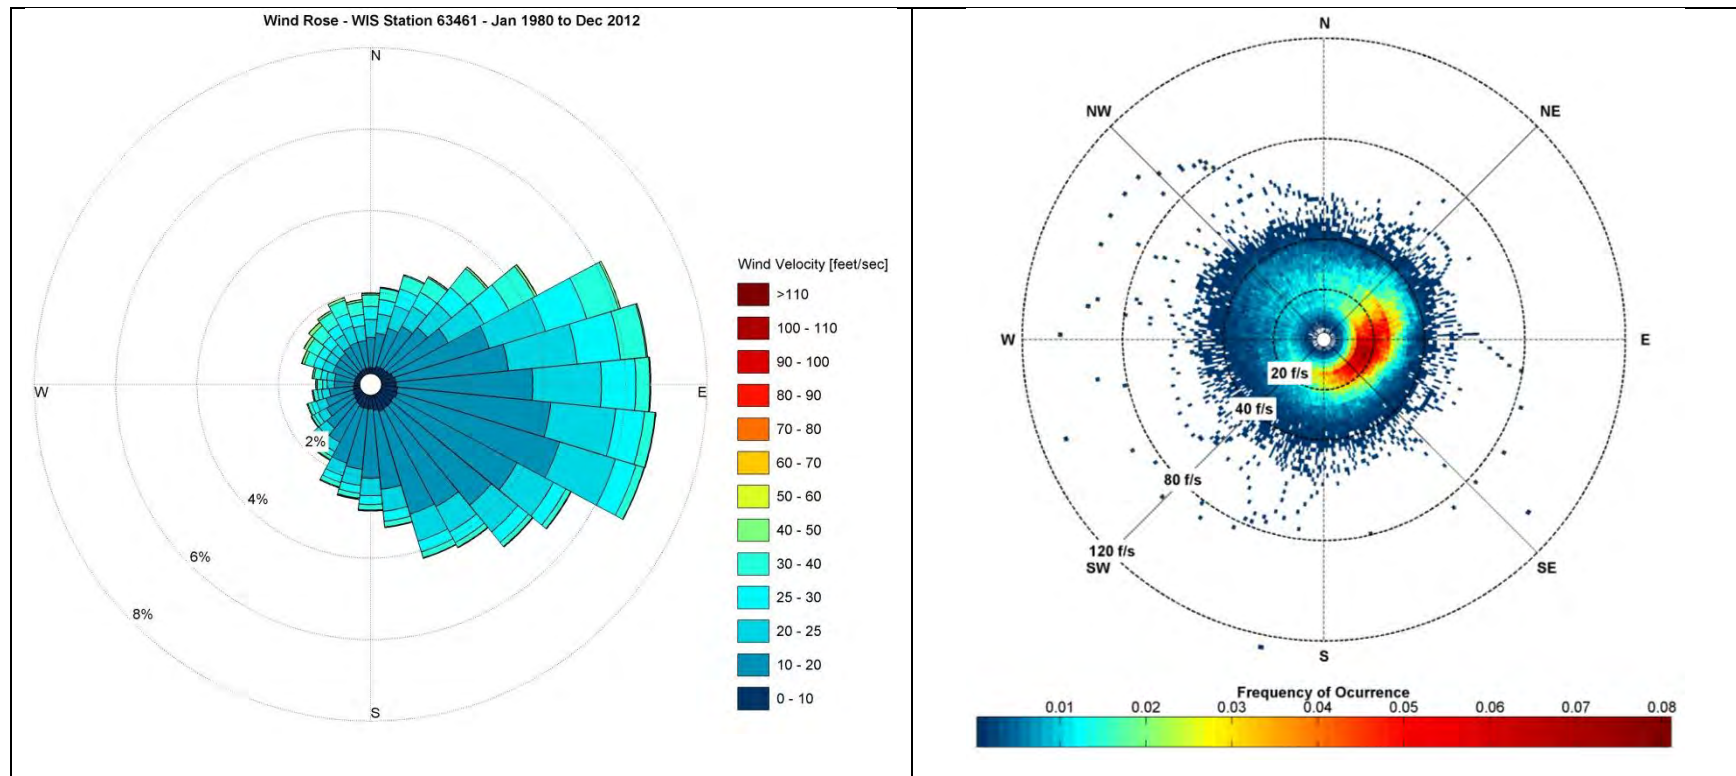 Wind Rose - WIS Station 63461 - Jan 1980 to Dec 2012
N
W
E
S
2%
4%
6%
8%
Wind Velocity [feet/sec]
>110
100 - 110
90 - 100
80 - 90
70 - 80
60 - 70
50 - 60
40 - 50
30 - 40
25 - 30
20 - 25
10 - 20
0 - 10
N
NW
NE
W
E
20 f/s
40 f/s
80 f/s
120 f/s
SW
SE
S
Frequency of Ocurrence
0.01 0.02 0.03 0.04 0.05 0.06 0.07 0.08